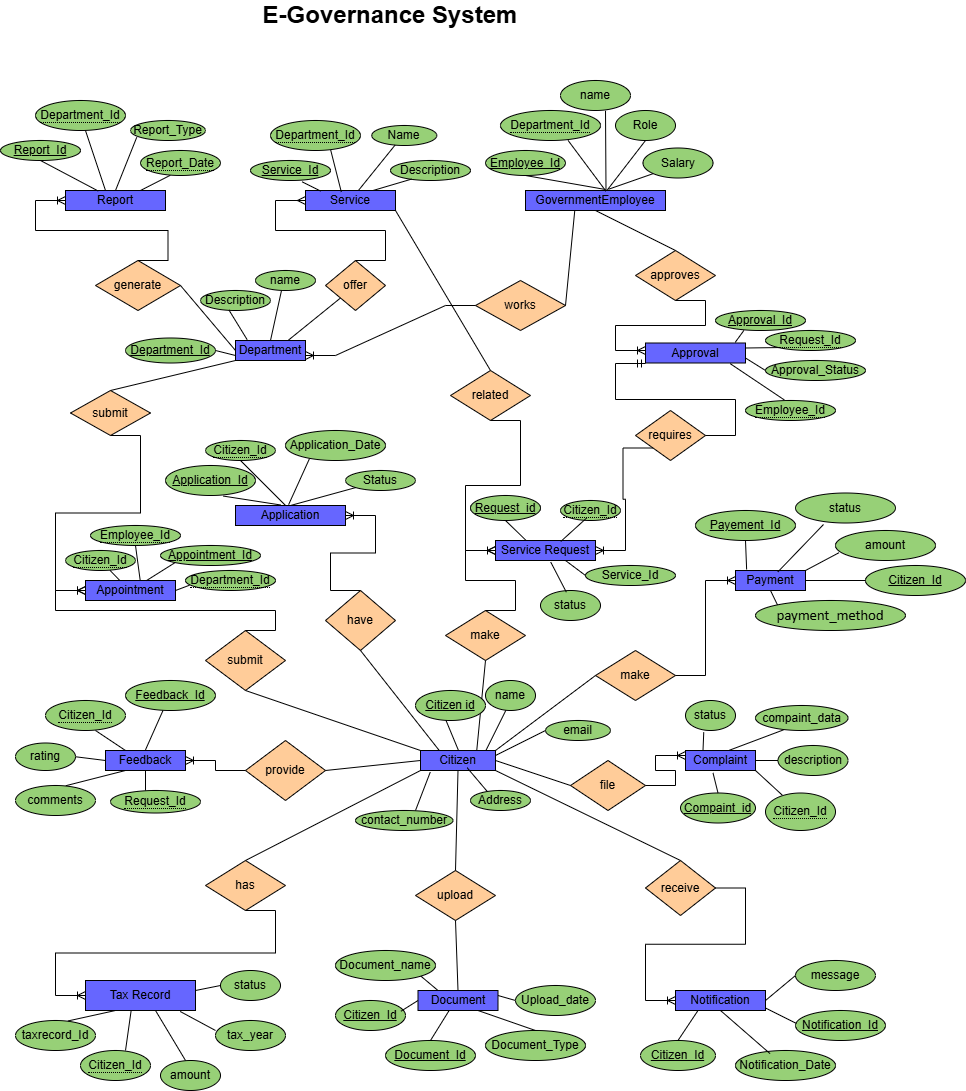 E-Governance System
name
Department_Id
Report_Type
Report_Id
Report_Date
Report
Department_Id
Name
Service_Id
Description
Service
Department_Id
Role
Employee_Id
Salary
GovernmentEmployee
generate
Description
name
offer
works
approves
Department_Id
Department
Approval_Id
Request_Id
Approval
Approval_Status
Employee_Id
submit
related
requires
Citizen_Id
Application_Date
Application_Id
Status
Application
Request_id
Citizen_Id
Service Request
Service_Id
status
status
Payement_Id
amount
Payment
Citizen_Id
payment_method
Employee_Id
Citizen_Id
Appointment_Id
Department_Id
Appointment
have
make
submit
make
Feedback_Id
Citizen_Id
rating
Feedback
comments
Request_Id
provide
Citizen id
name
email
Citizen
Address
contact_number
file
status
compaint_data
Complaint
description
Compaint_id
Citizen_Id
has
upload
receive
Tax Record
status
taxrecord_Id
tax_year
Citizen_Id
amount
Document_name
Document
Upload_date
Citizen_Id
Document_Type
Document_Id
message
Notification
Notification_Id
Citizen_Id
Notification_Date